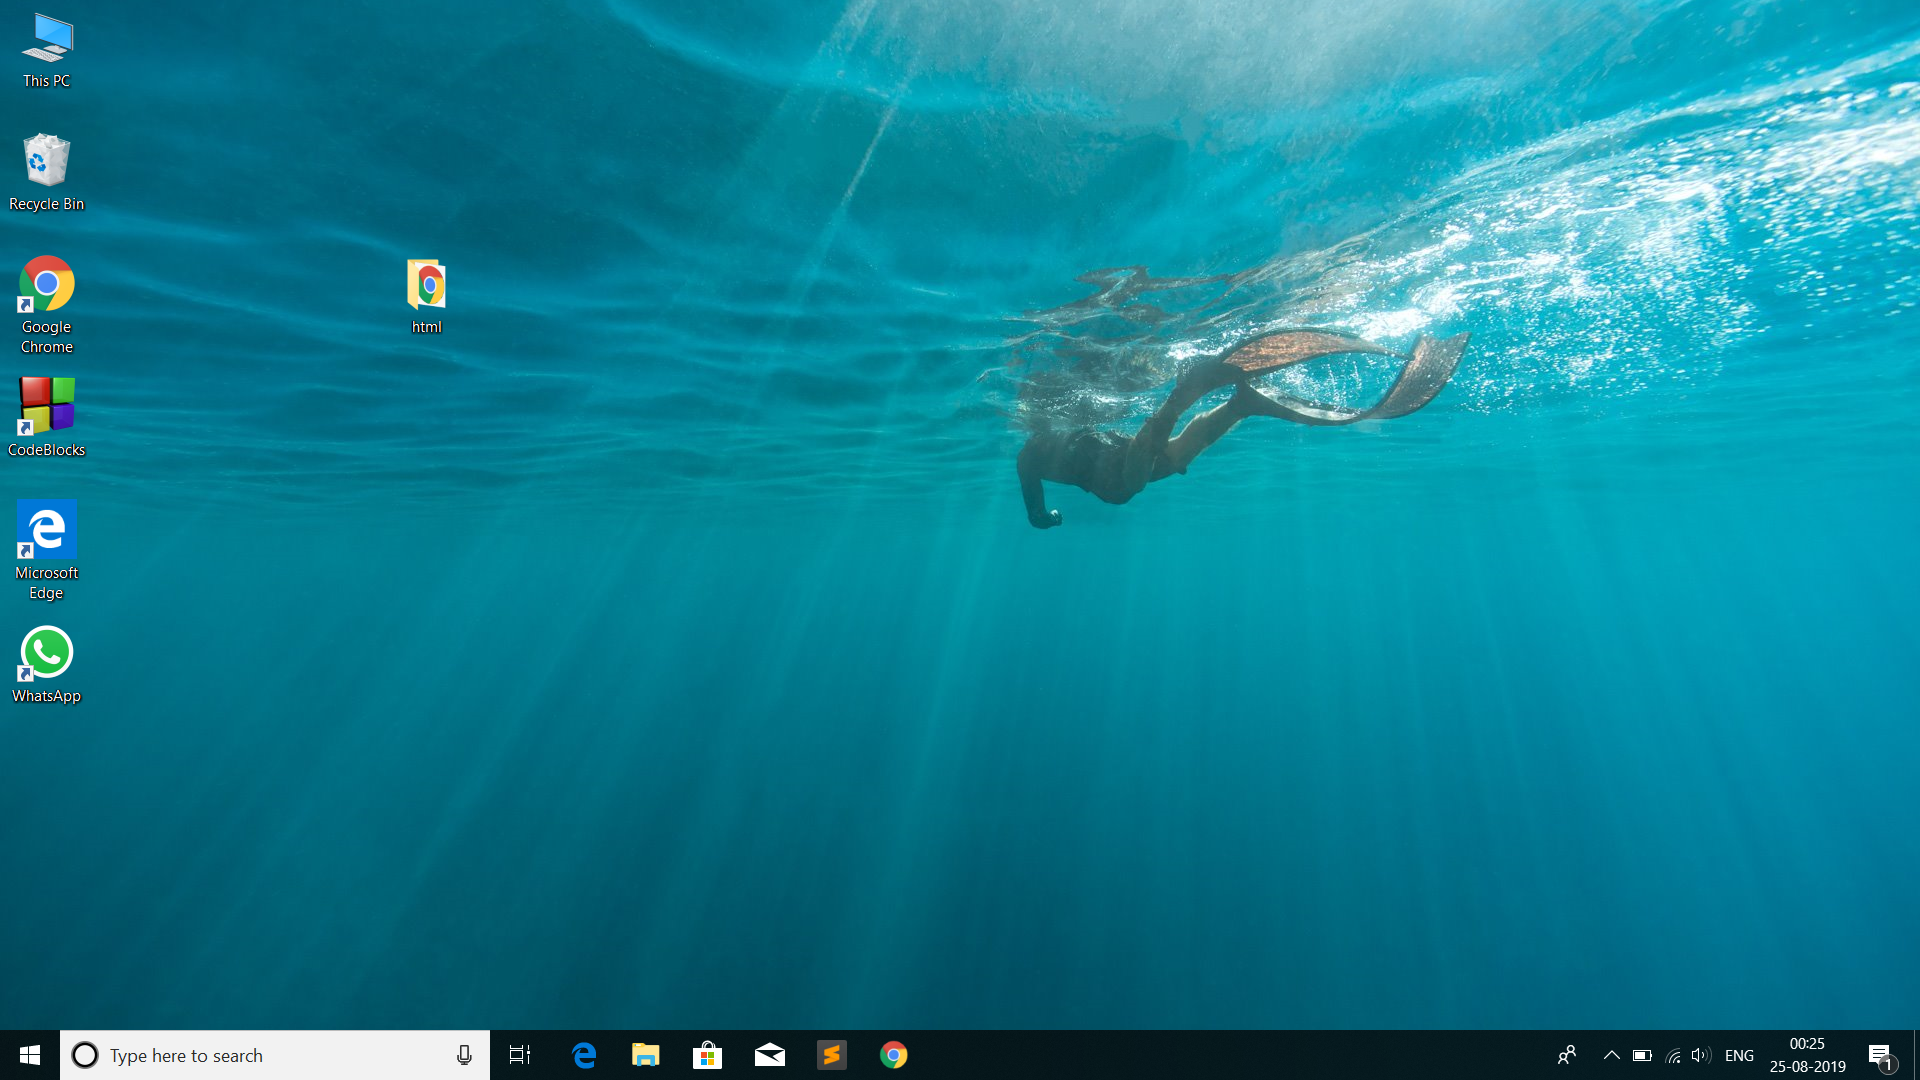 This PC
Recycle Bin
Google
Chrome
html
CodeBlocks
Microsoft
Edge
WhatsApp
Type here to search
ENG
00:25
25-08-2019
1